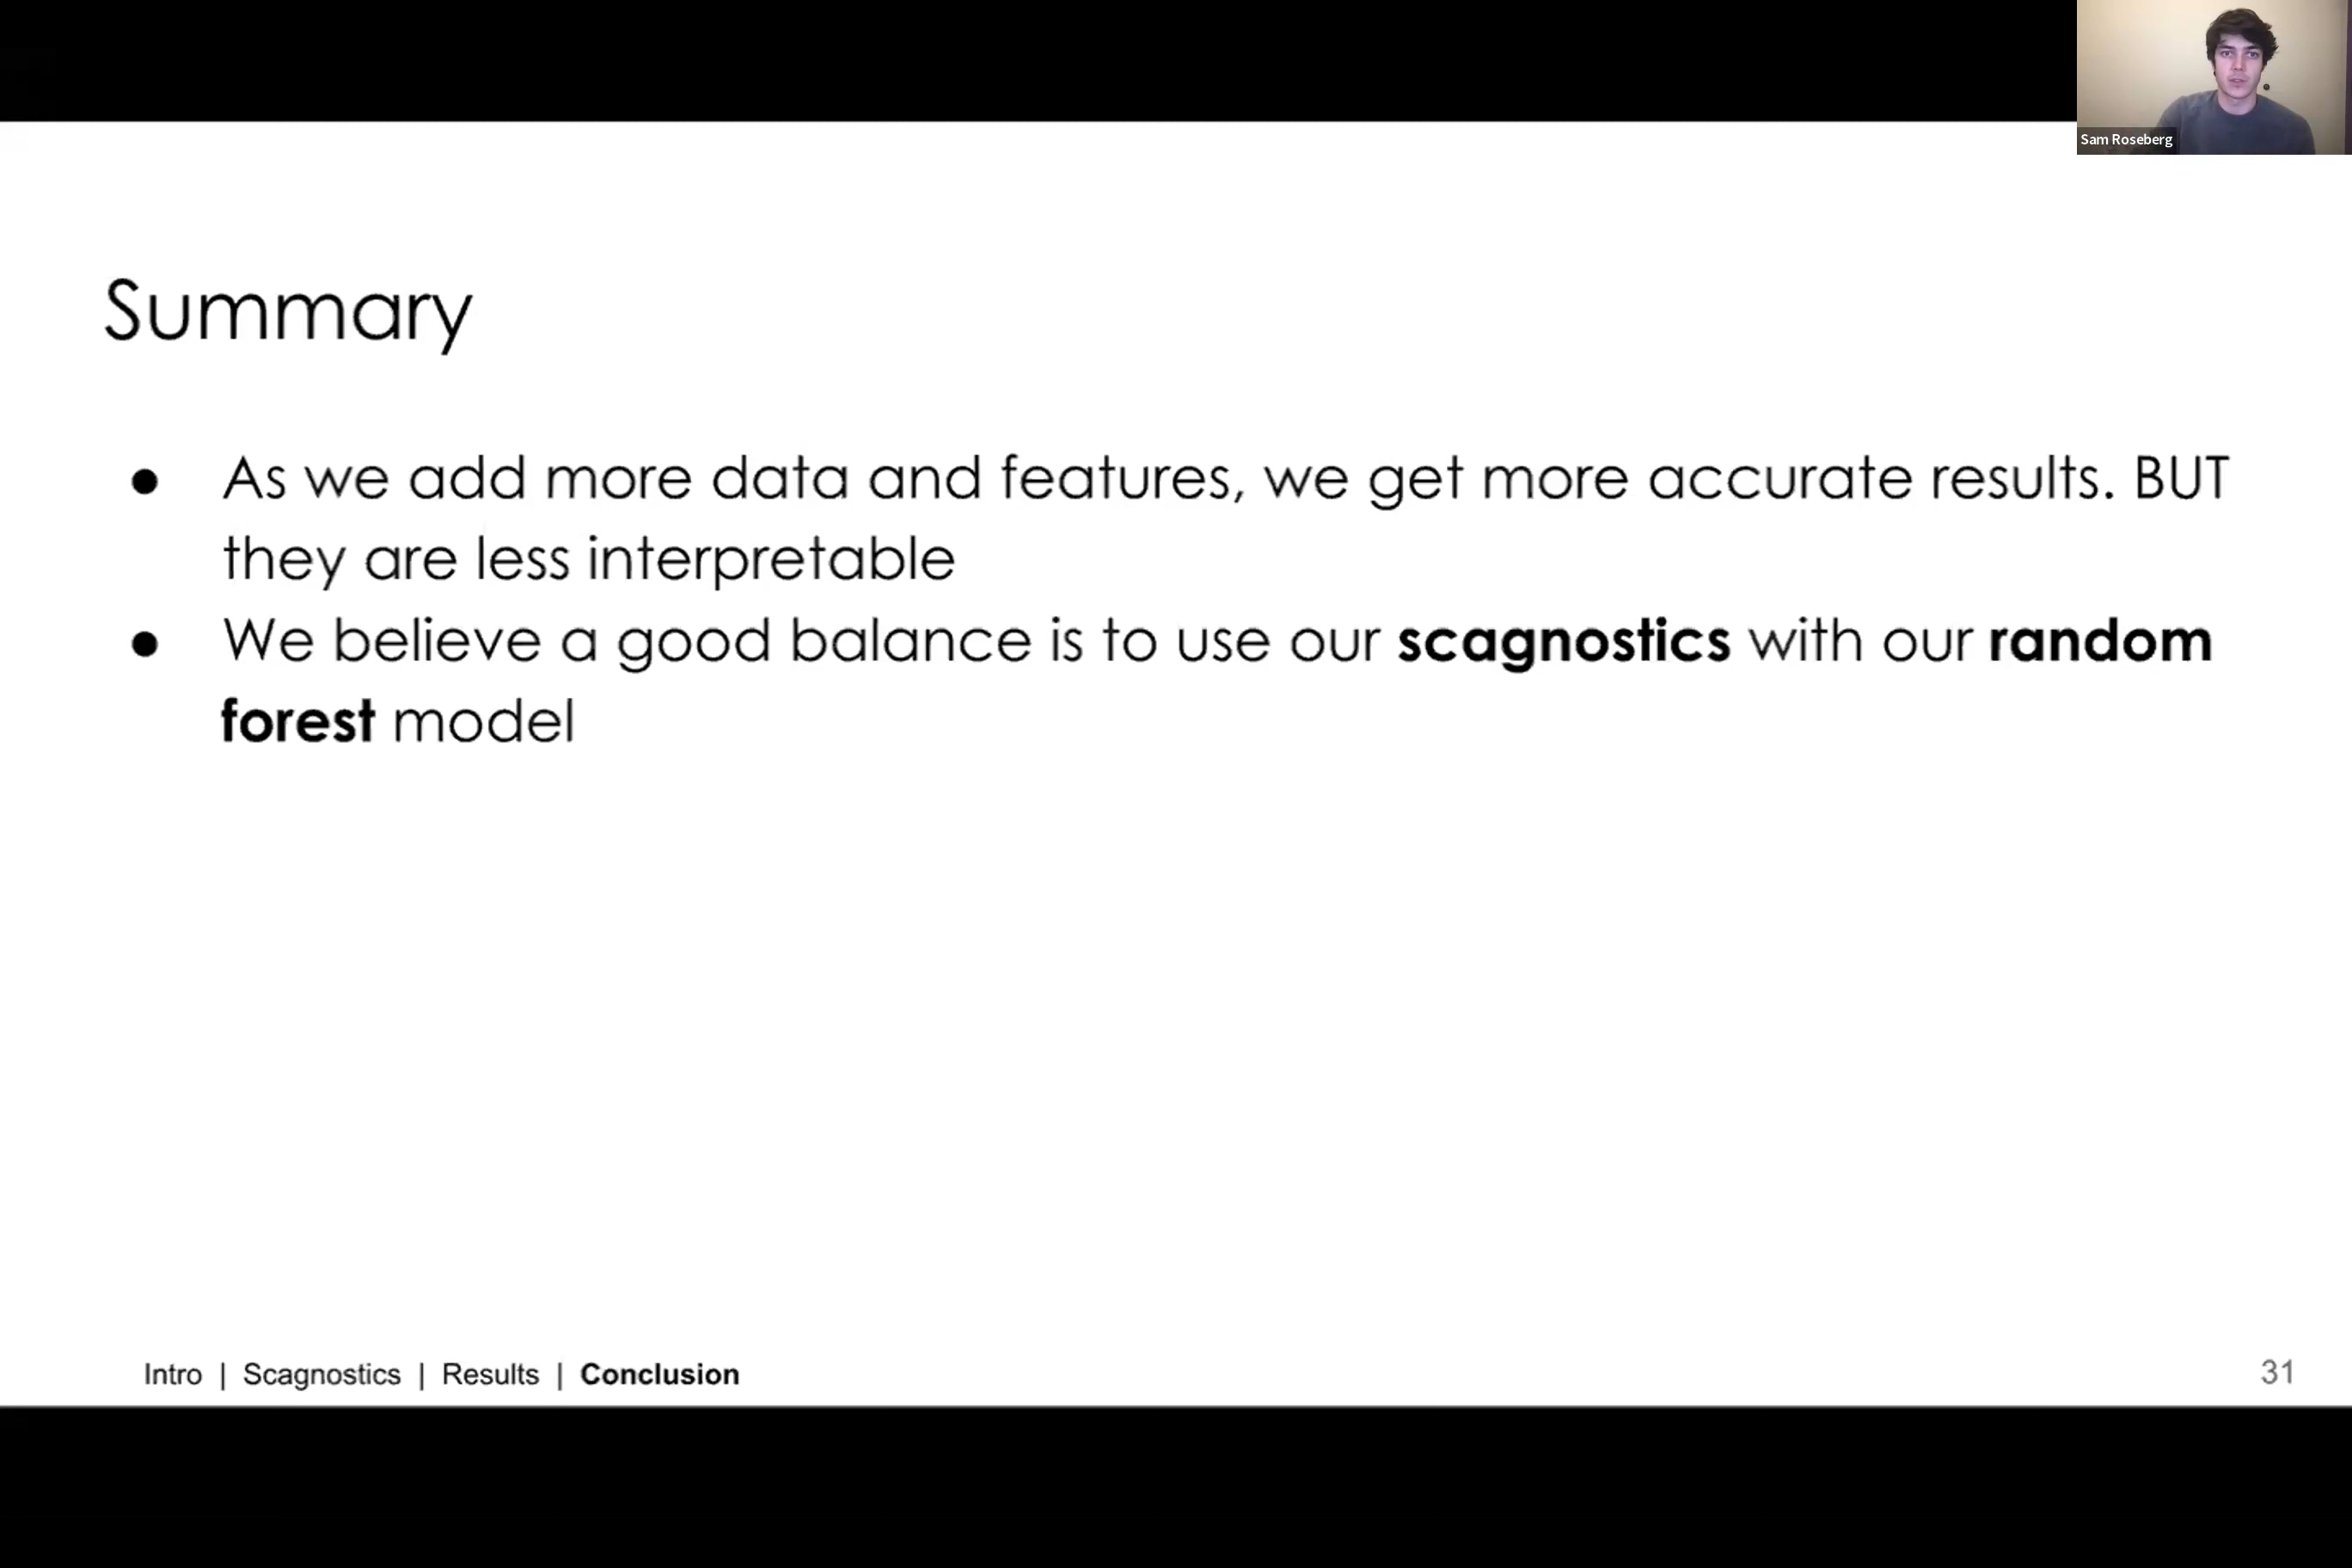 Sam Roseberg
Summary
● As we add more data and features, we get more accurate results. BUT
they are less interpretable
● We believe a good balance is to use our scagnostics with our random
forest model
Intro | Scagnostics | Results | Conclusion
31